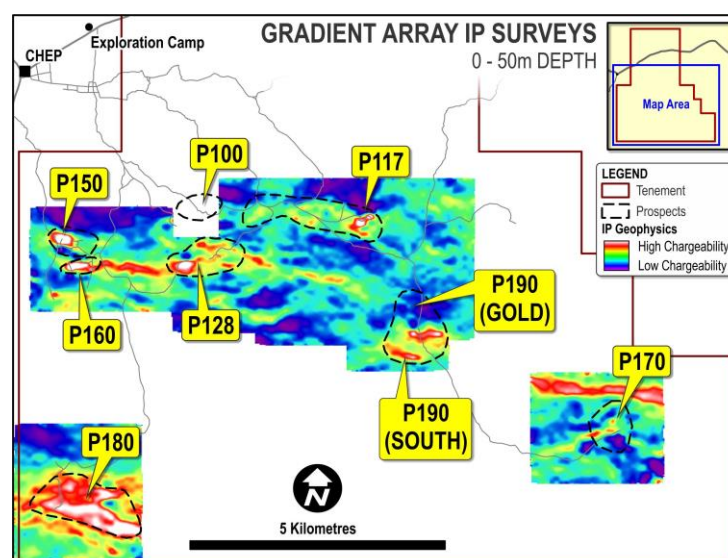 GRADIENT ARRAY IP SURVEYS
0 - 50m DEPTH
Exploration Camp
CHEP
Map Area
LEGEND
Tenement
Prospects
IP Geophysics
High Chargeability
Low Chargeability
P100
P117
P150
P160
P128
P190
(GOLD)
P190
(SOUTH)
P170
P180
N
5 Kilometres